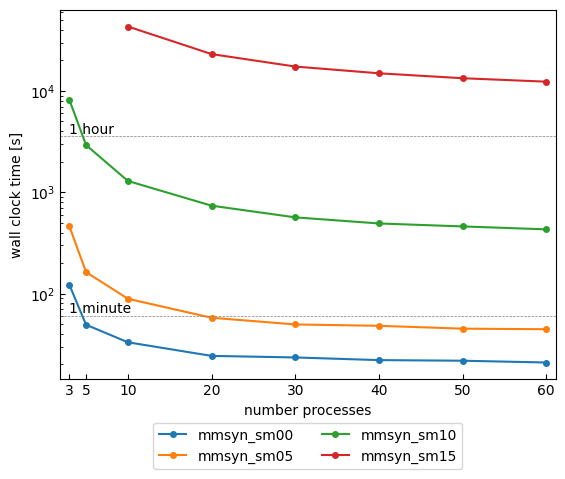 wall clock time [s]
10^4
10^3
10^2
1 hour
1 minute
3 5 10 20 30 40 50 60
number processes
mmsyn_sm00 mmsyn_sm10
mmsyn_sm05 mmsyn_sm15